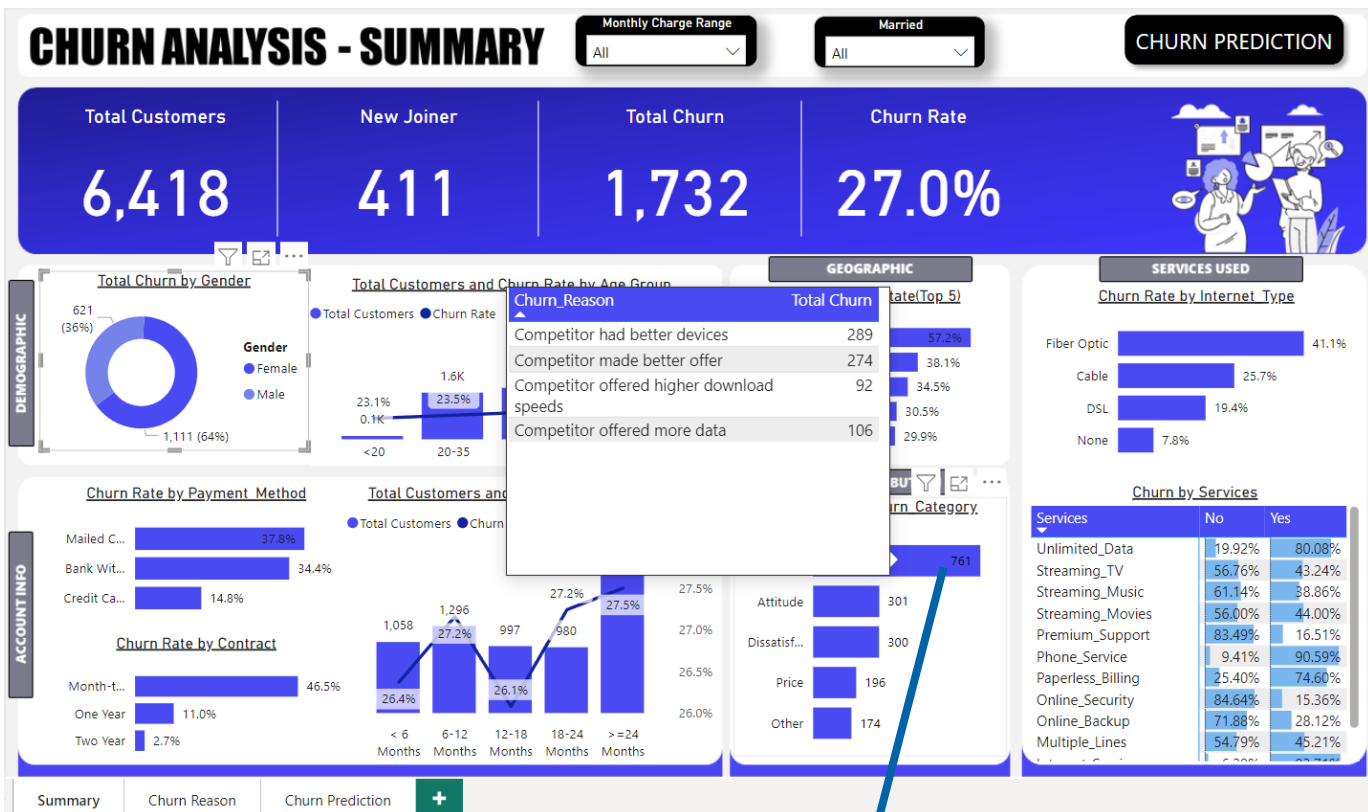 CHURN ANALYSIS - SUMMARY
Monthly Charge Range
All
Married
All
CHURN PREDICTION
Total Customers
6,418
New Joiner
411
Total Churn
1,732
Churn Rate
27.0%
DEMOGRAPHIC
Total Churn by Gender
621
(36%)
1,111 (64%)
Gender
Female
Male
Total Customers and Churn Rate by Age Group
Total Customers
Churn Rate
23.1%
0.1K
1.6K
23.5%
<20
20-35
Churn_Reason
Total Churn
Competitor had better devices
289
Competitor made better offer
274
Competitor offered higher download
speeds
92
Competitor offered more data
106
GEOGRAPHIC
tate(Top 5)
57.2%
38.1%
34.5%
30.5%
29.9%
SERVICES USED
Churn Rate by Internet_Type
Fiber Optic
41.1%
Cable
25.7%
DSL
19.4%
None
7.8%
ACCOUNT INFO
Churn Rate by Payment_Method
Mailed C...
37.8%
Bank Wit...
34.4%
Credit Ca...
14.8%
Churn Rate by Contract
Month-t...
46.5%
One Year
11.0%
Two Year
2.7%
Total Customers and
Total Customers
Churn
1,058
26.4%
1,296
27.2%
997
26.1%
980
27.2%
27.5%
27.5%
27.0%
26.5%
26.0%
< 6
Months
6-12
Months
12-18
Months
18-24
Months
>=24
Months
BU
urn_Category
761
Attitude
301
Dissatisf...
300
Price
196
Other
174
Churn by Services
Services No Yes
Unlimited_Data 19.92% 80.08%
Streaming_TV 56.76% 43.24%
Streaming_Music 61.14% 38.86%
Streaming_Movies 56.00% 44.00%
Premium_Support 83.49% 16.51%
Phone_Service 9.41% 90.59%
Paperless_Billing 25.40% 74.60%
Online_Security 84.64% 15.36%
Online_Backup 71.88% 28.12%
Multiple_Lines 54.79% 45.21%
Summary
Churn Reason
Churn Prediction
+